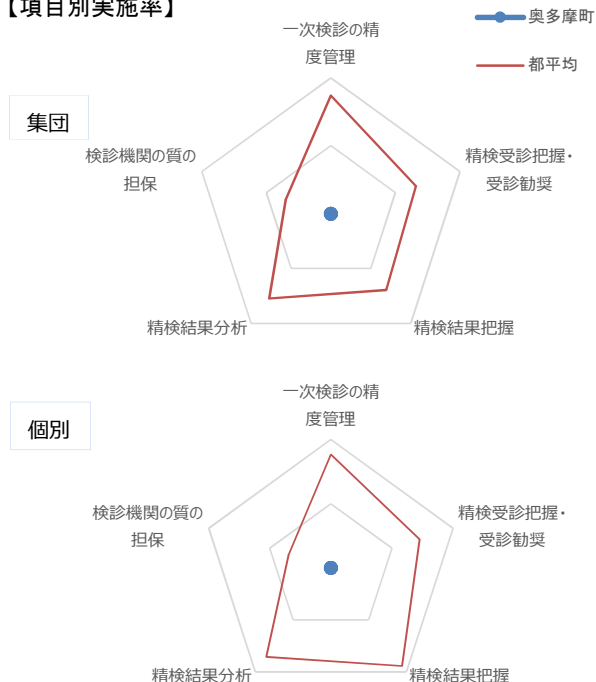 【項目別実施率】
奥多摩町
都平均
集団
一次検診の精
度管理
検診機関の質の
担保
精検受診把握・
受診勧奨
精検結果分析
精検結果把握
個別
一次検診の精
度管理
検診機関の質の
担保
精検受診把握・
受診勧奨
精検結果分析
精検結果把握